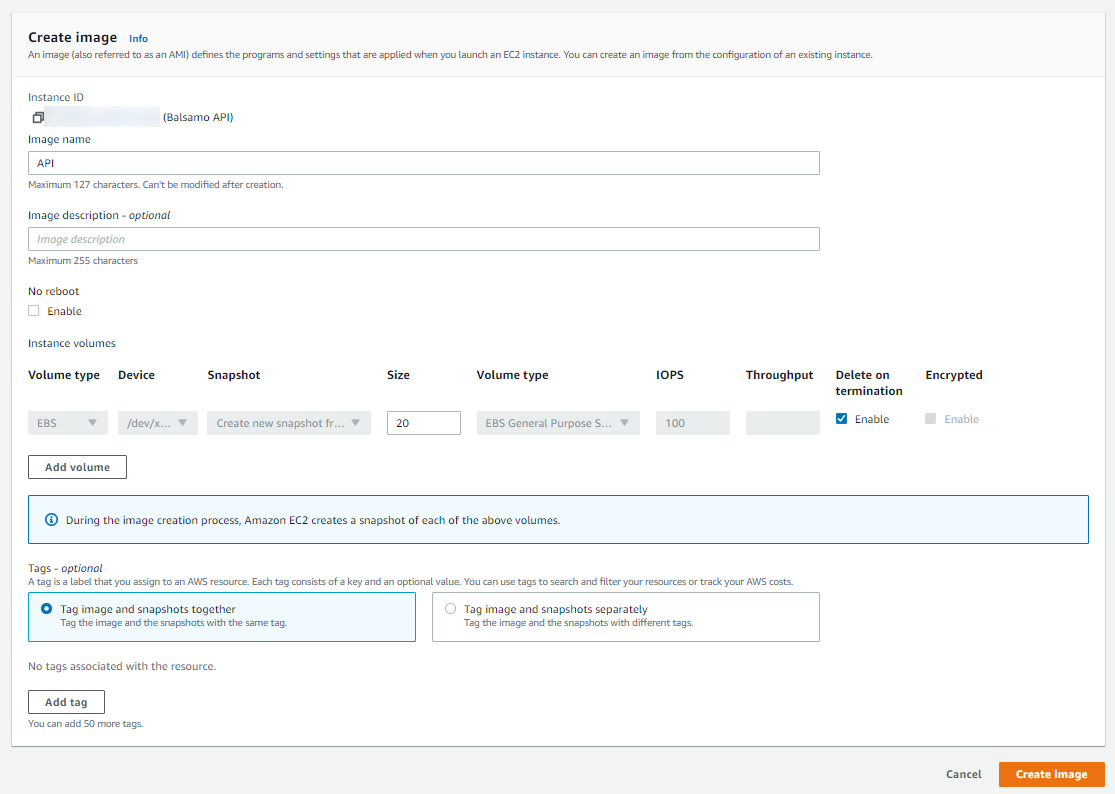 Create image Info
An image (also referred to as an AMI) defines the programs and settings that are applied when you launch an EC2 instance. You can create an image from the configuration of an existing instance.
Instance ID
(Balsamo API)
Image name
API
Maximum 127 characters. Can't be modified after creation.
Image description - optional
Image description
Maximum 255 characters
No reboot
Enable
Instance volumes
Volume type Device Snapshot Size Volume type IOPS Throughput Delete on termination Encrypted
EBS /dev/x... Create new snapshot fr... 20 EBS General Purpose S... 100 Enable Enable
Add volume
During the image creation process, Amazon EC2 creates a snapshot of each of the above volumes.
Tags - optional
A tag is a label that you assign to an AWS resource. Each tag consists of a key and an optional value. You can use tags to search and filter your resources or track your AWS costs.
Tag image and snapshots together
Tag the image and the snapshots with the same tag.
Tag image and snapshots separately
Tag the image and the snapshots with different tags.
No tags associated with the resource.
Add tag
You can add 50 more tags.
Cancel Create image